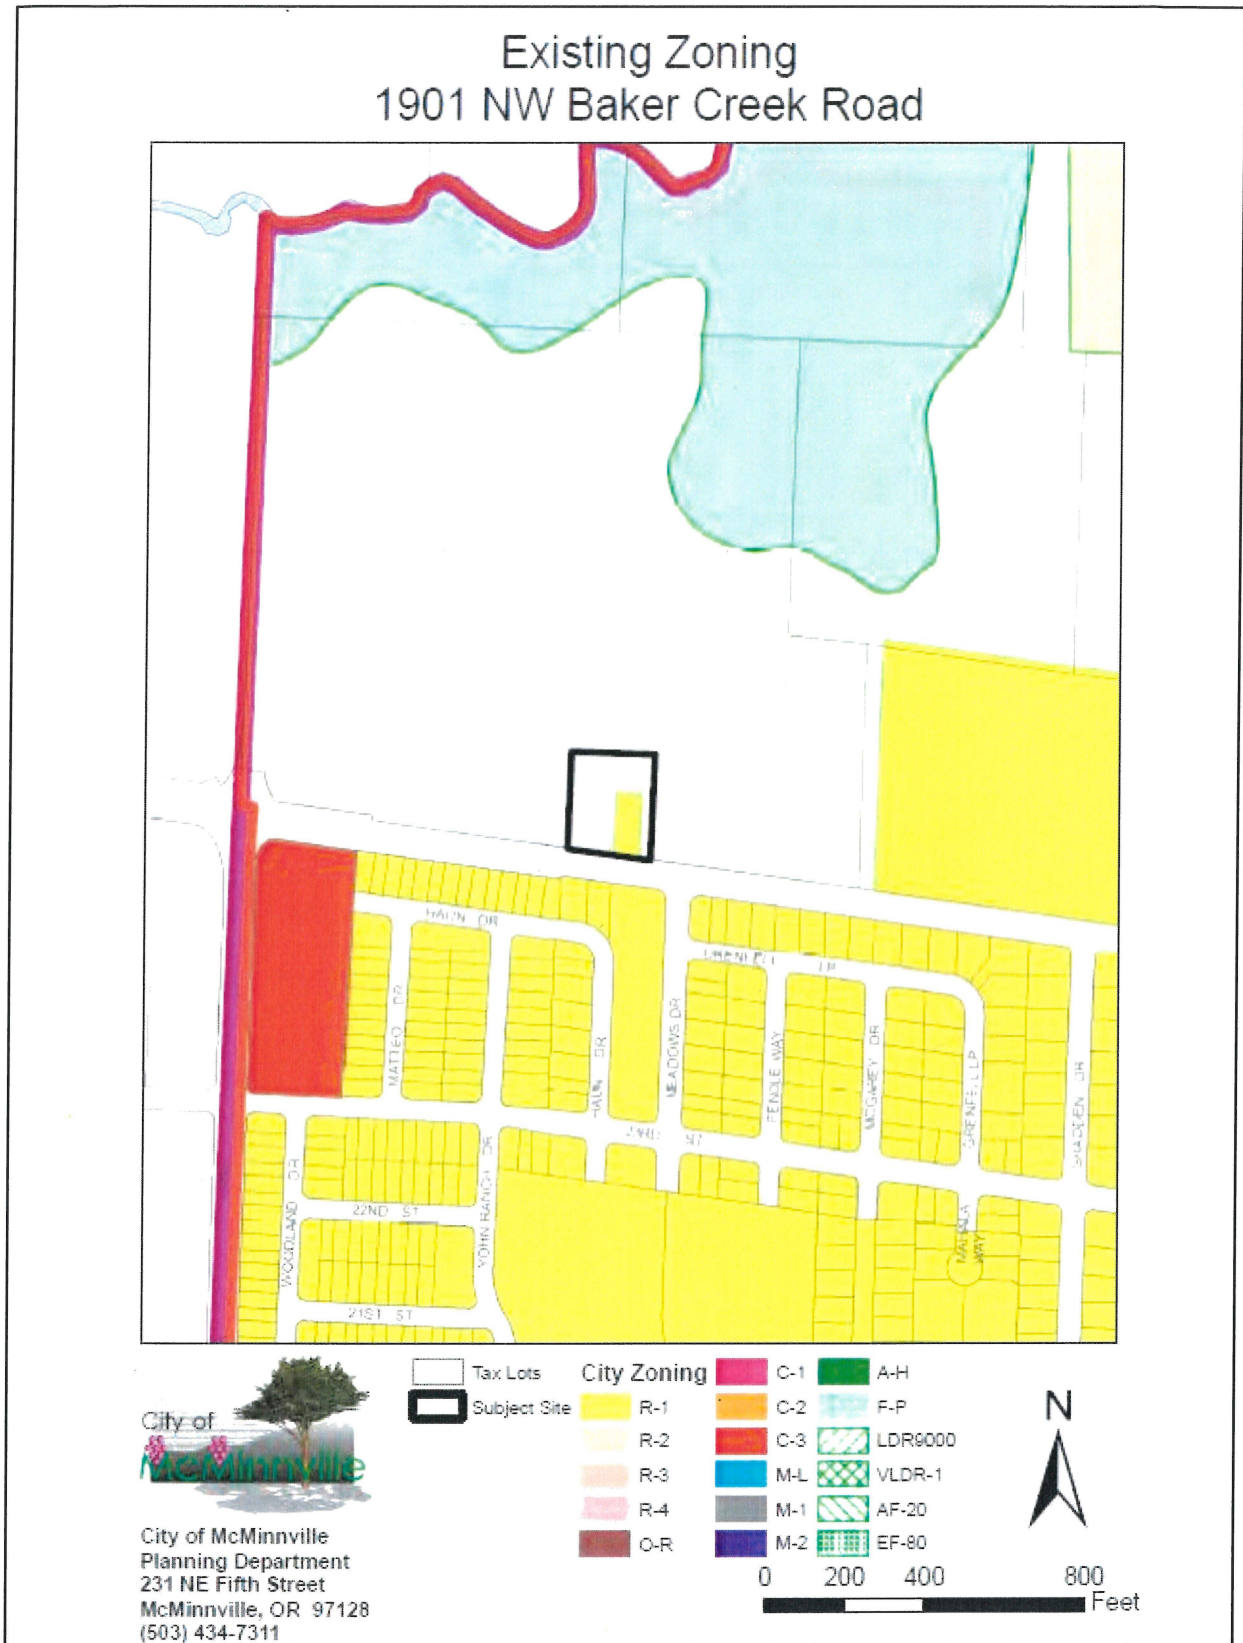 Existing Zoning
1901 NW Baker Creek Road
HAUN DR
GRENFELL LP
MATTEO DR
HAUN DR
MEADOWS DR
PENDLE WAY
MCGAREY DR
GRENFELL LP
SHADDEN DR
23RD ST
WOODLAND DR
22ND ST
YOHN RANCH DR
MAHALA WAY
21ST ST
Tax Lots
Subject Site
City Zoning
R-1
R-2
R-3
R-4
O-R
C-1
C-2
C-3
M-L
M-1
M-2
A-H
F-P
LDR9000
VLDR-1
AF-20
EF-80
N
0 200 400 800
Feet
City of
McMinnville
City of McMinnville
Planning Department
231 NE Fifth Street
McMinnville, OR 97128
(503) 434-7311